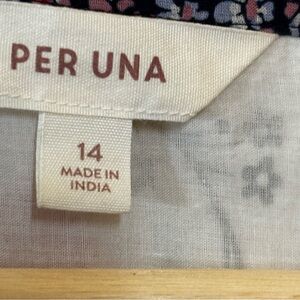 PER UNA
14
MADE IN
INDIA